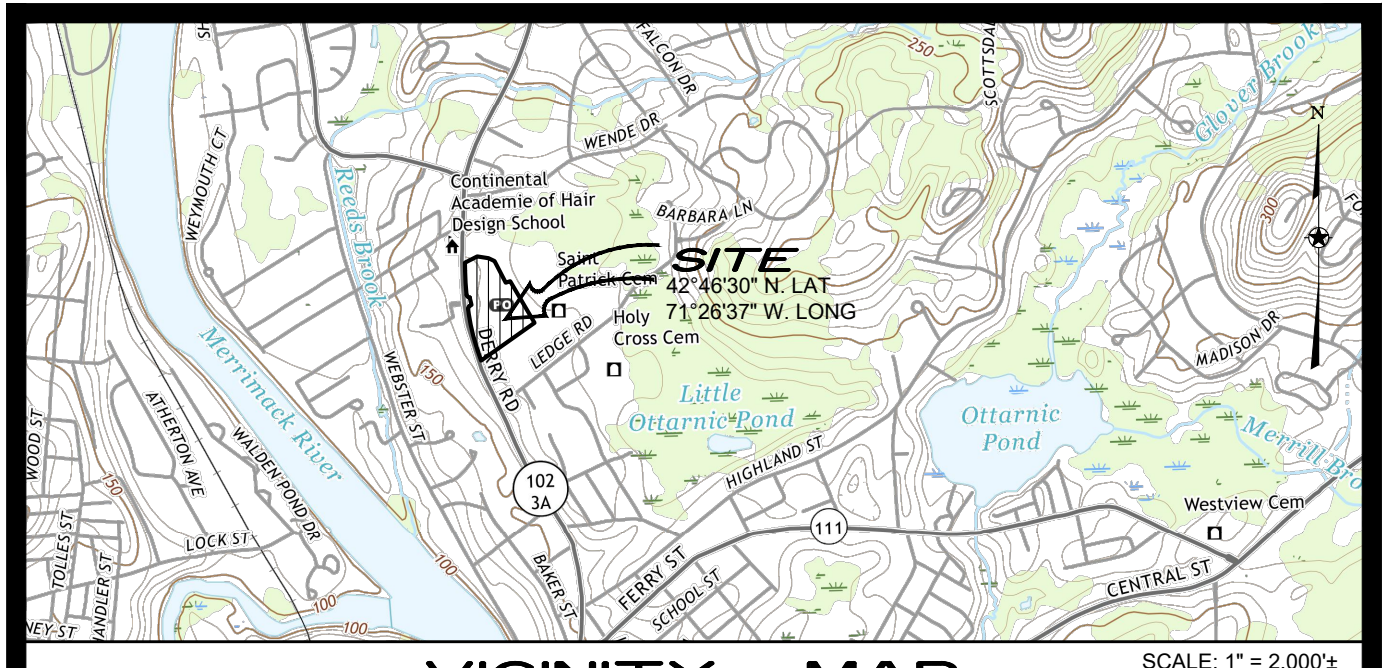 FALCON DR
250
Glover Brook
N
WENDE DR
WEYMOUTH CT
Reeds Brook
Continental
Academie of Hair
Design School
BARBARA LN
300
SITE
Saint
Patrick Cem
42°46'30" N. LAT
71°26'37" W. LONG
PO
Holy
Cross Cem
LEDGE RD
DERRY RD
MADISON DR
Merrimack River
WEBSTER ST
150
Little
Ottarnic Pond
Ottarnic
Pond
ATHERTON AVE
WALDEN POND DR
WOOD ST
HIGHLAND ST
150
102
3A
111
Westview Cem
TOLLES ST
LOCK ST
100
BAKER ST
FERRY ST
SCHOOL ST
CENTRAL ST
100
100
VICINITY MAP
SCALE: 1" = 2,000'±